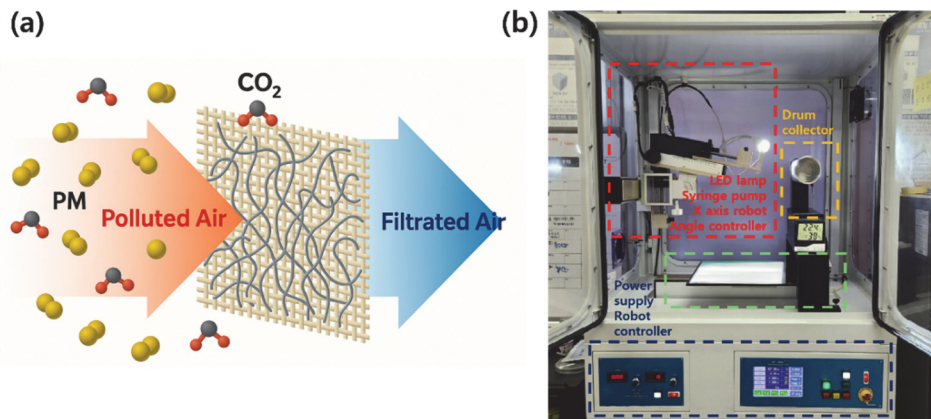 (a)
CO2
PM
Polluted Air
Filtrated Air
(b)
Drum
collector
LED lamp
Syringe pump
X axis robot
Angle controller
Power
supply
Robot
controller